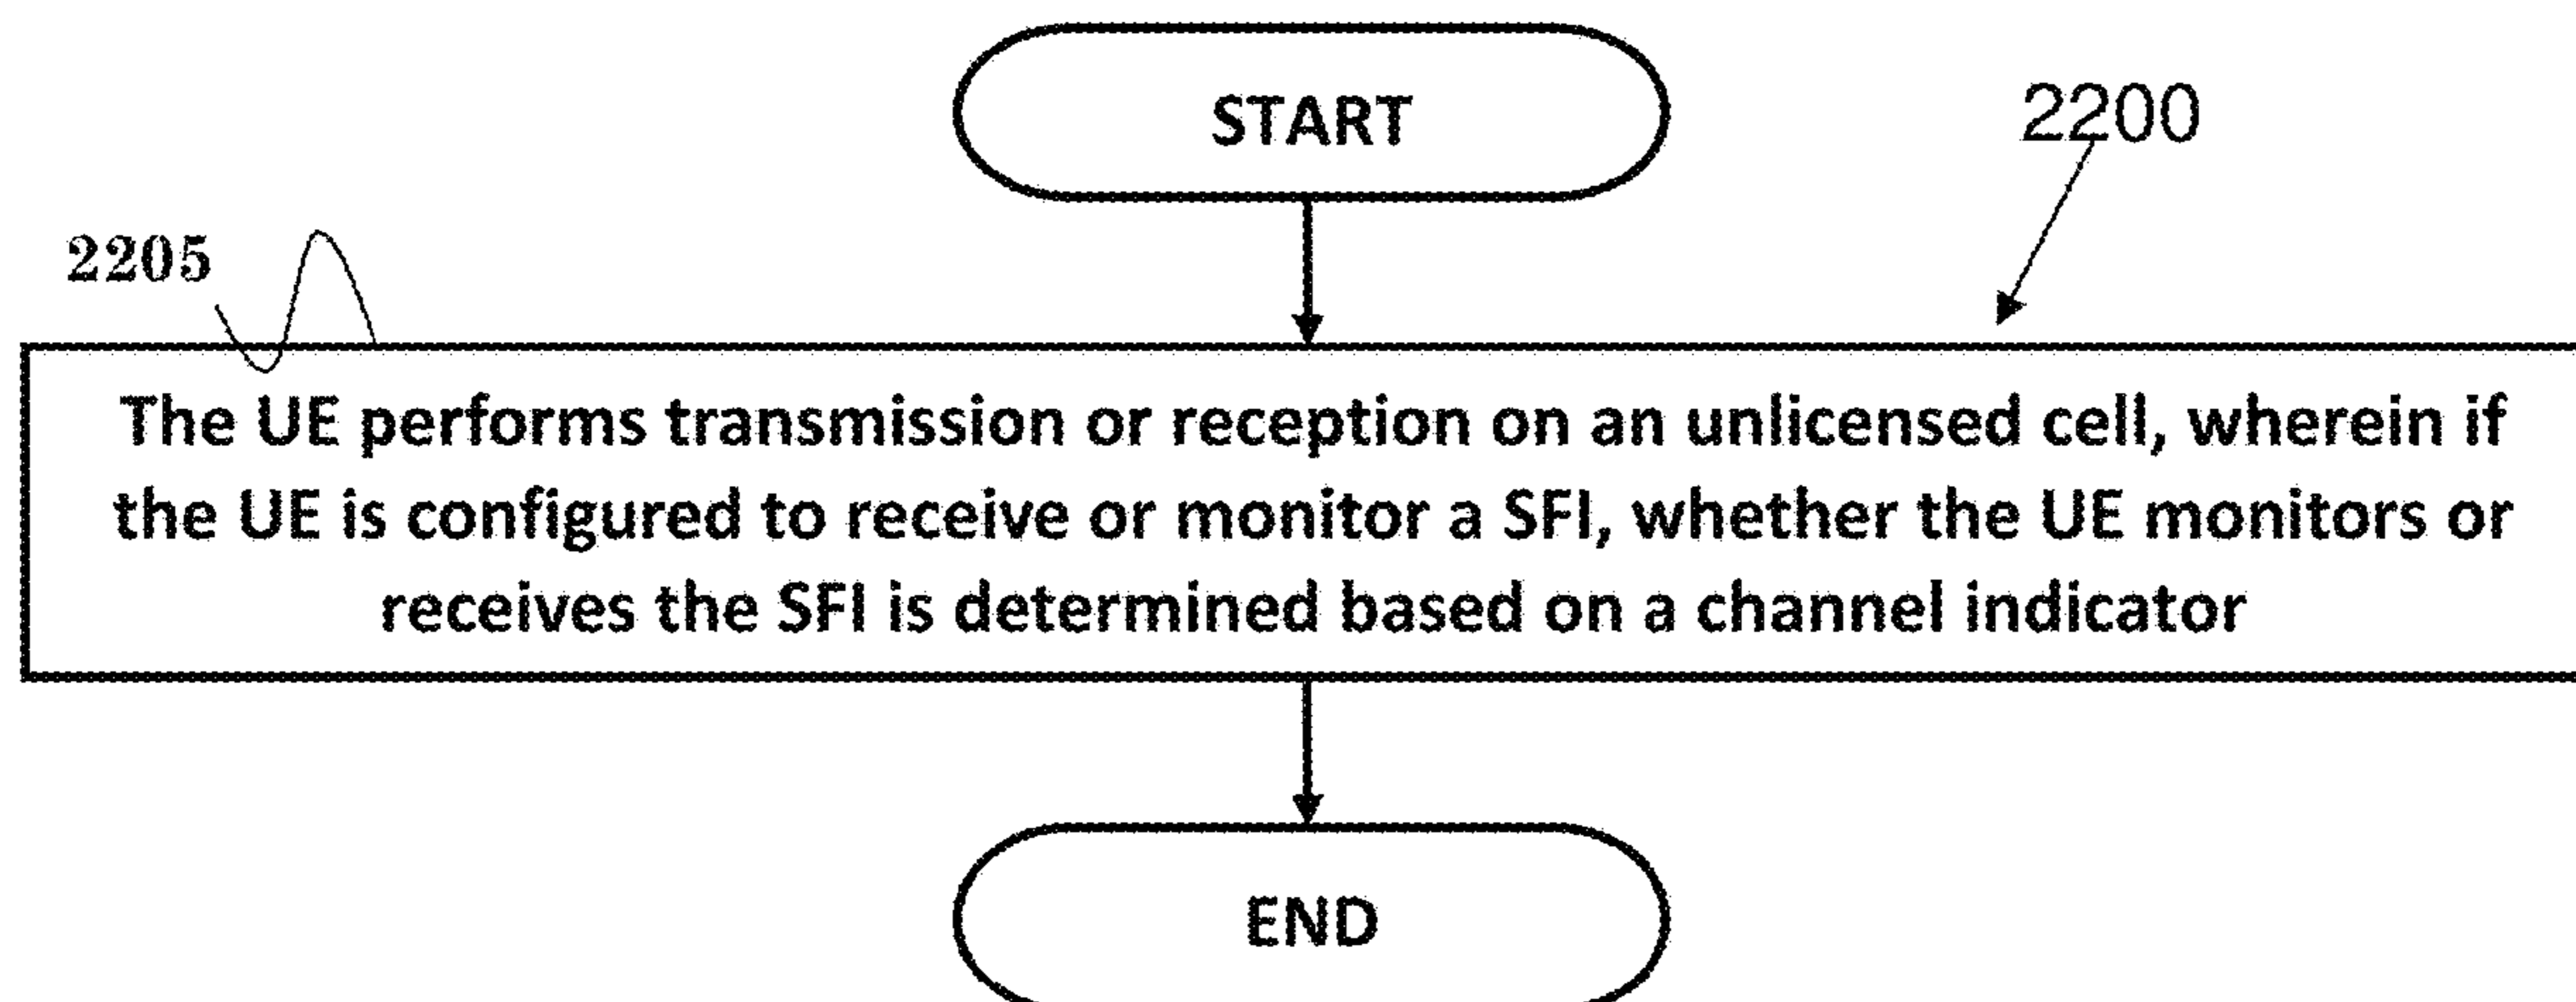 START
2200
2205
The UE performs transmission or reception on an unlicensed cell, wherein if
the UE is configured to receive or monitor a SFI, whether the UE monitors or
receives the SFI is determined based on a channel indicator
END